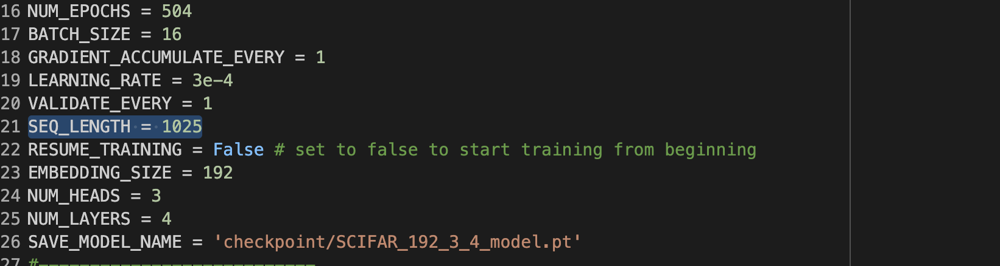 16 NUM_EPOCHS = 504
17 BATCH_SIZE = 16
18 GRADIENT_ACCUMULATE_EVERY = 1
19 LEARNING_RATE = 3e-4
20 VALIDATE_EVERY = 1
21 SEQ_LENGTH = 1025
22 RESUME_TRAINING = False # set to false to start training from beginning
23 EMBEDDING_SIZE = 192
24 NUM_HEADS = 3
25 NUM_LAYERS = 4
26 SAVE_MODEL_NAME = 'checkpoint/SCIFAR_192_3_4_model.pt'
27 #---------------------------